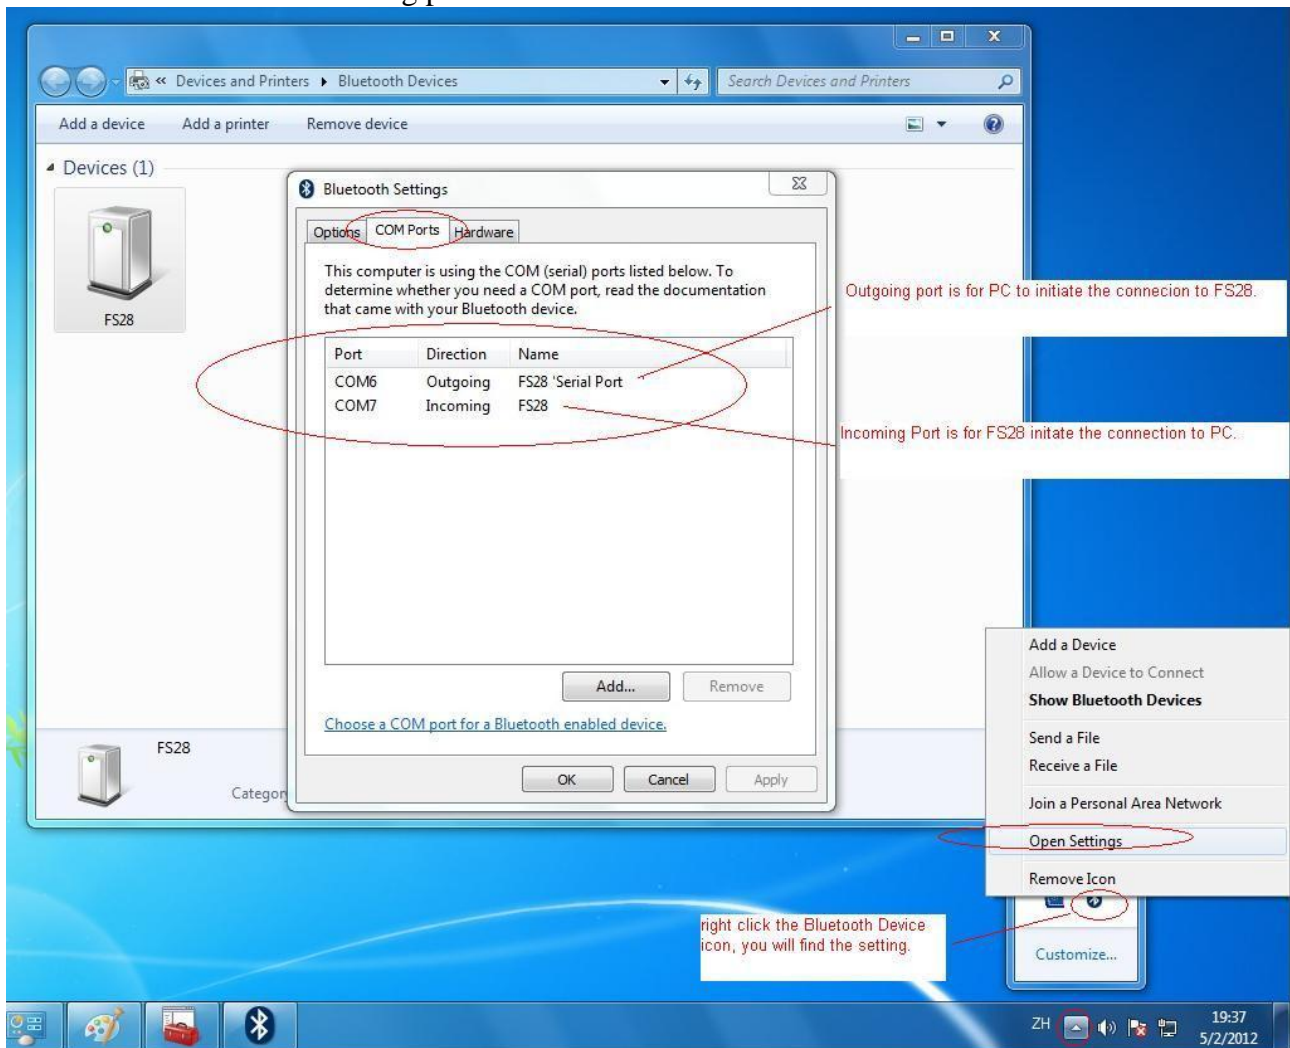 Devices and Printers
Bluetooth Devices
Search Devices and Printers
Add a device
Add a printer
Remove device
Devices (1)
FS28
Bluetooth Settings
Options
COM Ports
Hardware
This computer is using the COM (serial) ports listed below. To
determine whether you need a COM port, read the documentation
that came with your Bluetooth device.
Port Direction Name
COM6 Outgoing FS28 'Serial Port
COM7 Incoming FS28
Outgoing port is for PC to initiate the connecion to FS28.
Incoming Port is for FS28 initate the connection to PC.
Add...
Remove
Choose a COM port for a Bluetooth enabled device.
OK
Cancel
Apply
FS28
Add a Device
Allow a Device to Connect
Show Bluetooth Devices
Send a File
Receive a File
Join a Personal Area Network
Open Settings
Remove Icon
right click the Bluetooth Device
icon, you will find the setting.
Customize...
ZH
19:37
5/2/2012